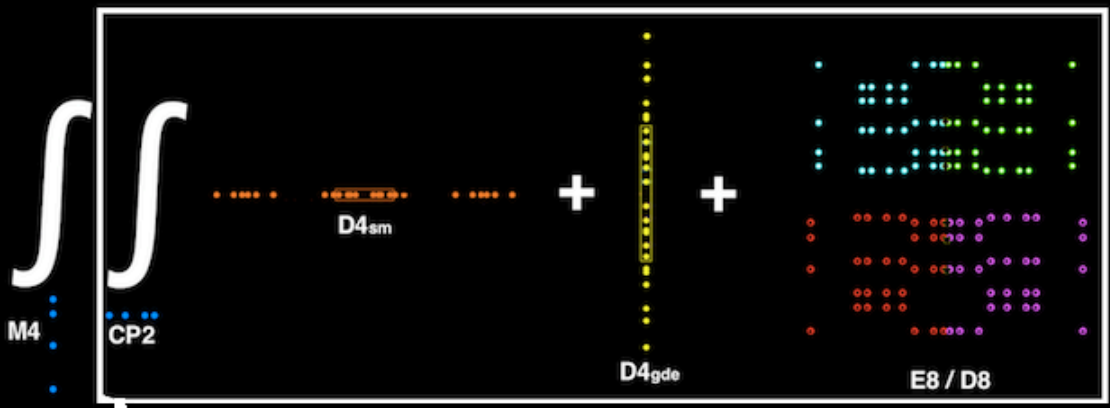 ∫ ∫ + +
D4sm
M4
CP2
D4gde
E8 / D8